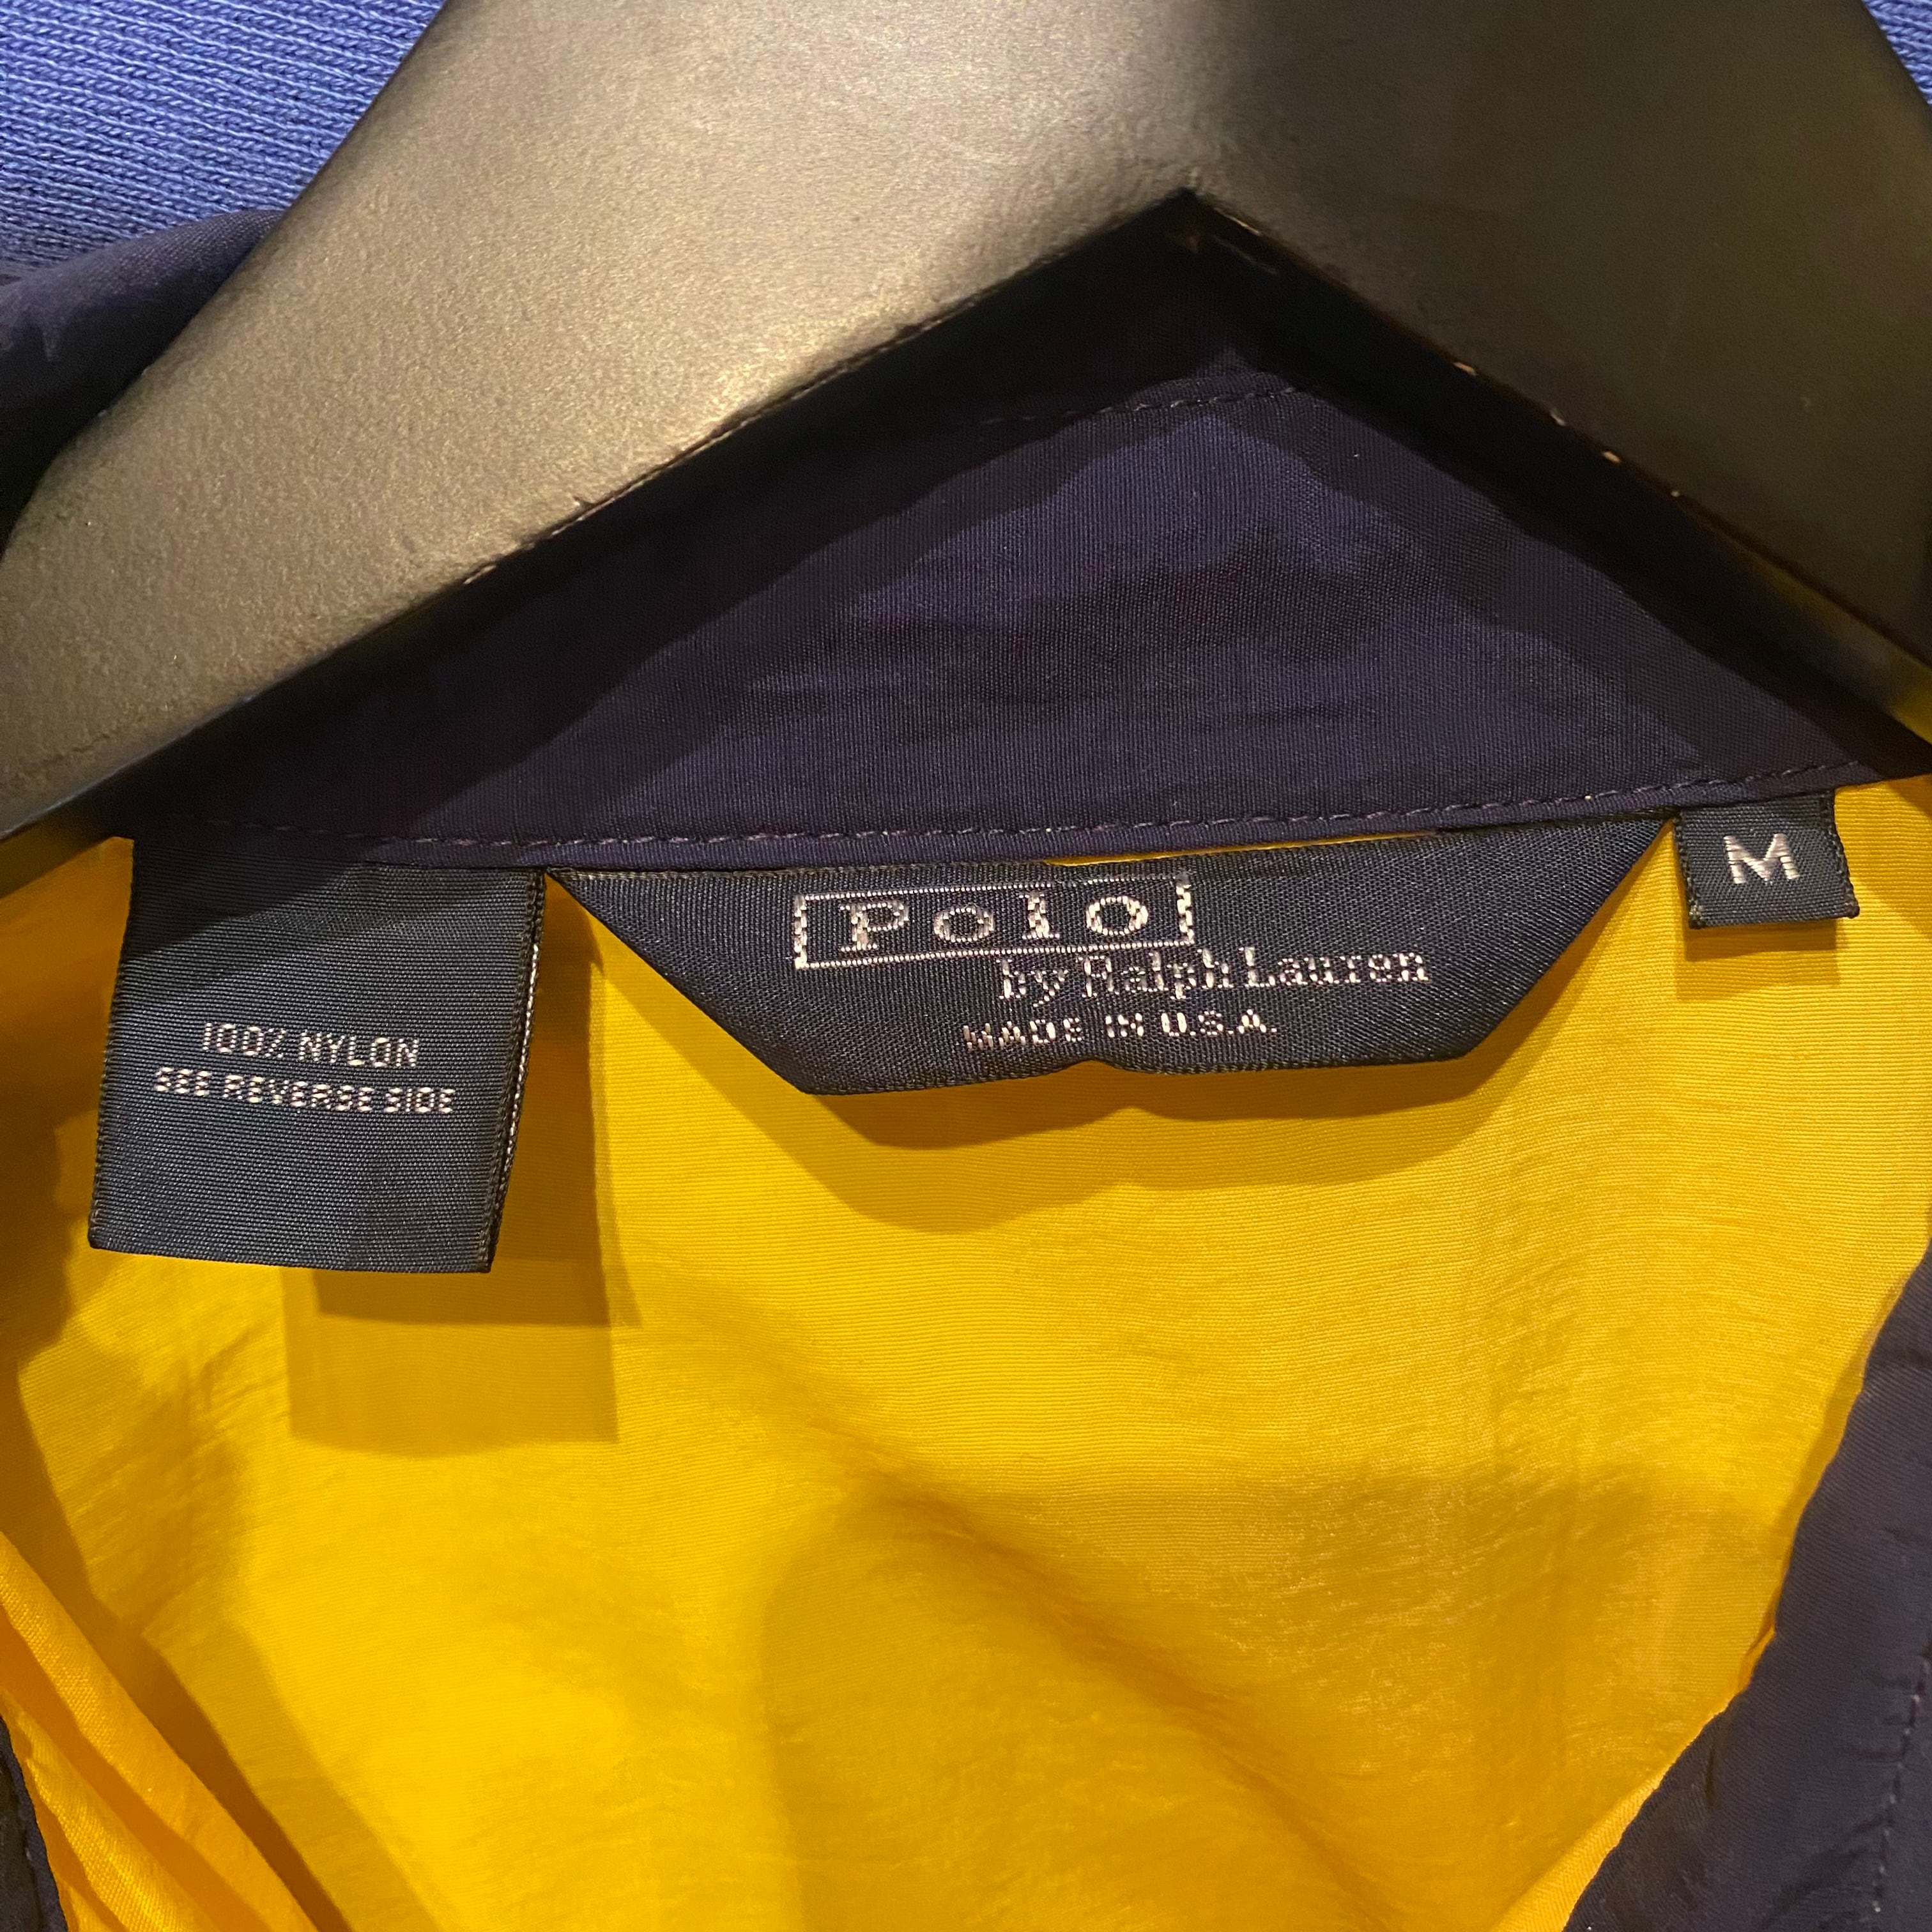 100% NYLON
SEE REVERSE SIDE
Polo
by Ralph Lauren
MADE IN U.S.A.
M